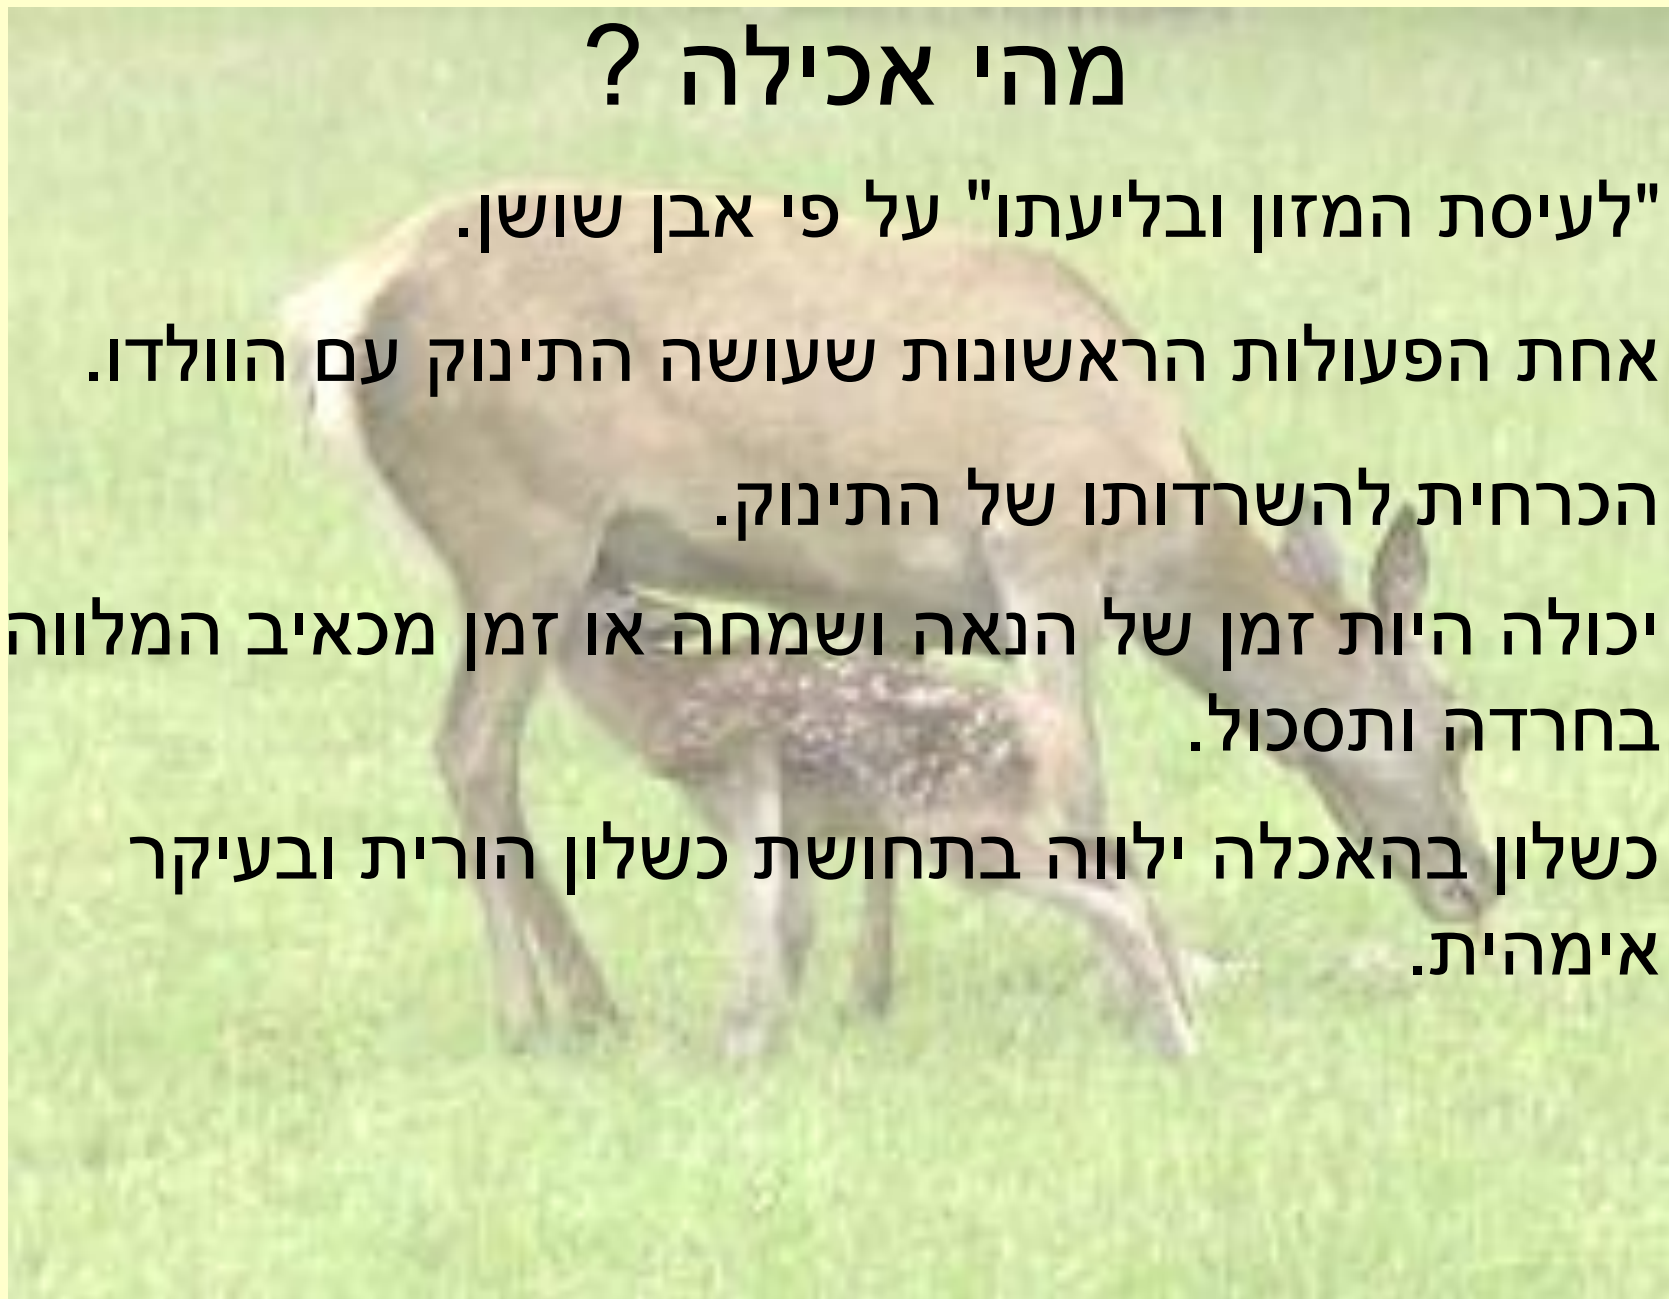 מהי אכילה ?
"לעיסת המזון ובליעתו" על פי אבן שושן.
אחת הפעולות הראשונות שעושה התינוק עם הוולדו.
הכרחית להשרדותו של התינוק.
יכולה היות זמן של הנאה ושמחה או זמן מכאיב המלווה
בחרדה ותסכול.
כשלון בהאכלה ילווה בתחושת כשלון הורית ובעיקר
אימהית.